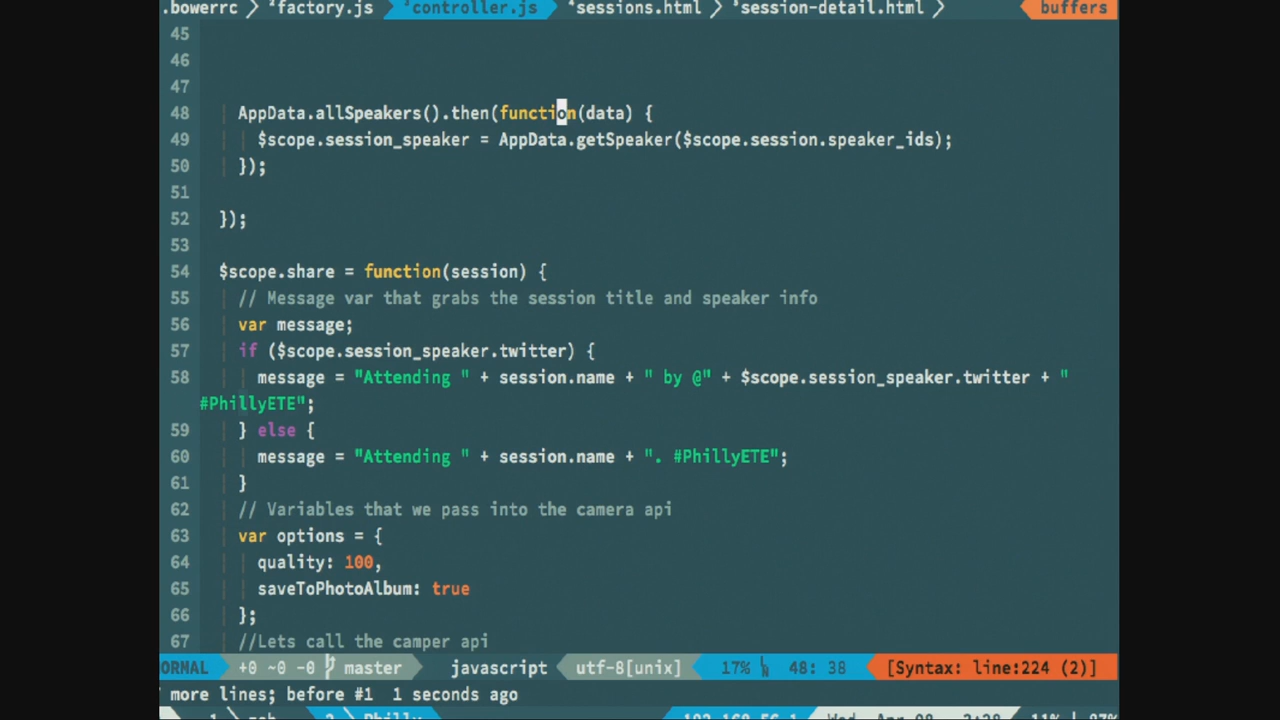 .bowerrc factory.js controller.js *sessions.html *session-detail.html buffers
45
46
47
48 AppData.allSpeakers().then(function(data) {
49 $scope.session_speaker = AppData.getSpeaker($scope.session.speaker_ids);
50 });
51
52 });
53
54 $scope.share = function(session) {
55 // Message var that grabs the session title and speaker info
56 var message;
57 if ($scope.session_speaker.twitter) {
58 message = "Attending " + session.name + " by @" + $scope.session_speaker.twitter + "
#PhillyETE";
59 } else {
60 message = "Attending " + session.name + ". #PhillyETE";
61 }
62 // Variables that we pass into the camera api
63 var options = {
64 quality: 100,
65 saveToPhotoAlbum: true
66 };
67 //Lets call the camper api
ORNAL +0 ~0 -0 master javascript utf-8[unix] 17% 48: 38 [Syntax: line:224 (2)]
more lines; before #1 1 seconds ago